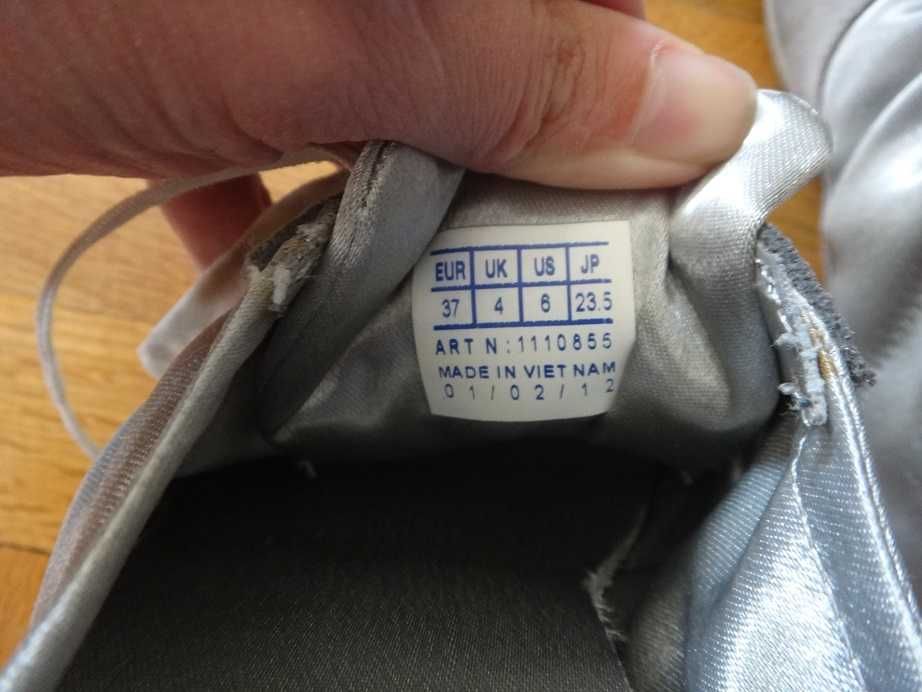 EUR UK US JP
37 4 6 23.5
ART N: 1110855
MADE IN VIET NAM
01/02/12